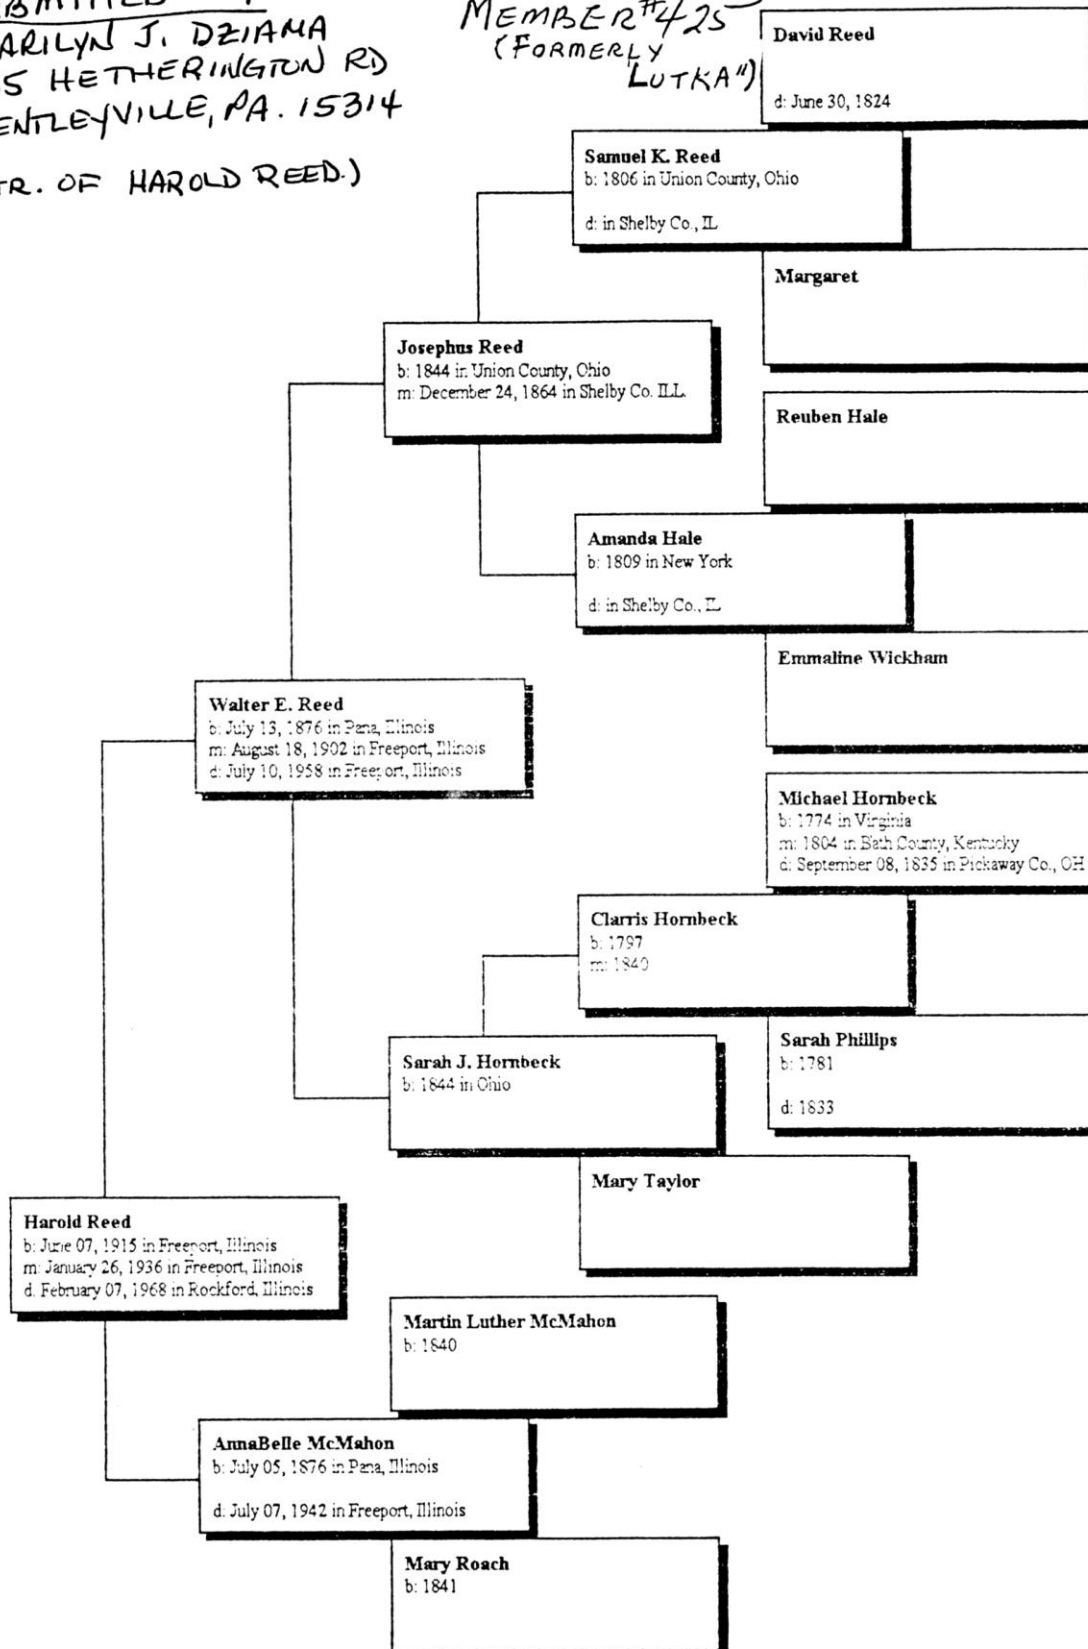 MARILYN J. DZIAMA
HETHERINGTON RD
BENTLEYVILLE, PA. 15314
OF HAROLD REED.)
MEMBER #425
(FORMERLY
"LUTKA")
David Reed
d: June 30, 1824
Samuel K. Reed
b: 1806 in Union County, Ohio
d: in Shelby Co., IL
Margaret
Josephus Reed
b: 1844 in Union County, Ohio
m: December 24, 1864 in Shelby Co. ILL.
Reuben Hale
Amanda Hale
b: 1809 in New York
d: in Shelby Co., IL
Emmaline Wickham
Walter E. Reed
b: July 13, 1876 in Pana, Illinois
m: August 18, 1902 in Freeport, Illinois
d: July 10, 1958 in Freeport, Illinois
Michael Hornbeck
b: 1774 in Virginia
m: 1804 in Bath County, Kentucky
d: September 08, 1835 in Pickaway Co., OH
Clarris Hornbeck
b: 1797
m: 1840
Sarah J. Hornbeck
b: 1844 in Ohio
Sarah Phillips
b: 1781
d: 1833
Mary Taylor
Harold Reed
b: June 07, 1915 in Freeport, Illinois
m: January 26, 1936 in Freeport, Illinois
d. February 07, 1968 in Rockford, Illinois
Martin Luther McMahon
b: 1840
AnnaBelle McMahon
b: July 05, 1876 in Pana, Illinois
d: July 07, 1942 in Freeport, Illinois
Mary Roach
b: 1841